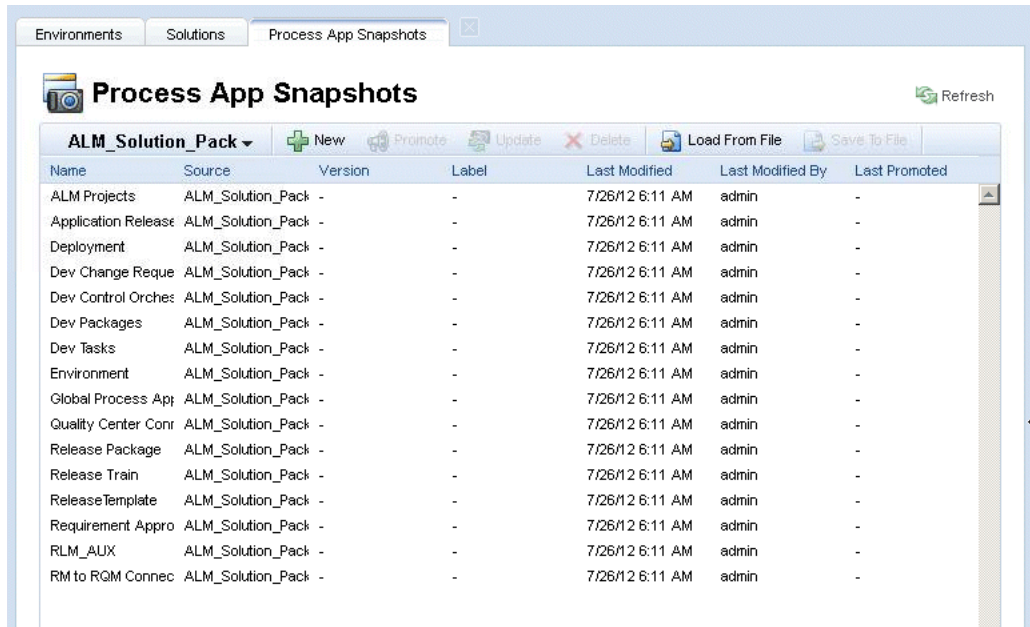 Environments Solutions Process App Snapshots
Process App Snapshots
Refresh
ALM_Solution_Pack New Promote Update Delete Load From File Save To File
Name Source Version Label Last Modified Last Modified By Last Promoted
ALM Projects ALM_Solution_Pack - - 7/26/12 6:11 AM admin -
Application Release ALM_Solution_Pack - - 7/26/12 6:11 AM admin -
Deployment ALM_Solution_Pack - - 7/26/12 6:11 AM admin -
Dev Change Reque ALM_Solution_Pack - - 7/26/12 6:11 AM admin -
Dev Control Orches ALM_Solution_Pack - - 7/26/12 6:11 AM admin -
Dev Packages ALM_Solution_Pack - - 7/26/12 6:11 AM admin -
Dev Tasks ALM_Solution_Pack - - 7/26/12 6:11 AM admin -
Environment ALM_Solution_Pack - - 7/26/12 6:11 AM admin -
Global Process App ALM_Solution_Pack - - 7/26/12 6:11 AM admin -
Quality Center Conn ALM_Solution_Pack - - 7/26/12 6:11 AM admin -
Release Package ALM_Solution_Pack - - 7/26/12 6:11 AM admin -
Release Train ALM_Solution_Pack - - 7/26/12 6:11 AM admin -
ReleaseTemplate ALM_Solution_Pack - - 7/26/12 6:11 AM admin -
Requirement Appro ALM_Solution_Pack - - 7/26/12 6:11 AM admin -
RLM_AUX ALM_Solution_Pack - - 7/26/12 6:11 AM admin -
RM to RQM Connec ALM_Solution_Pack - - 7/26/12 6:11 AM admin -